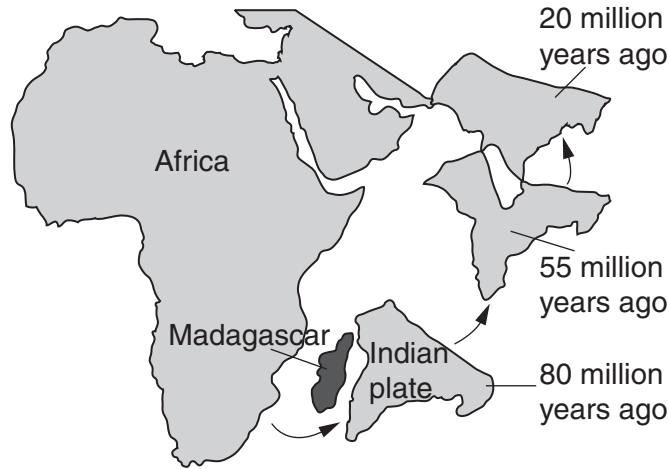 20 million
years ago
Africa
55 million
years ago
Madagascar
Indian
plate
80 million
years ago